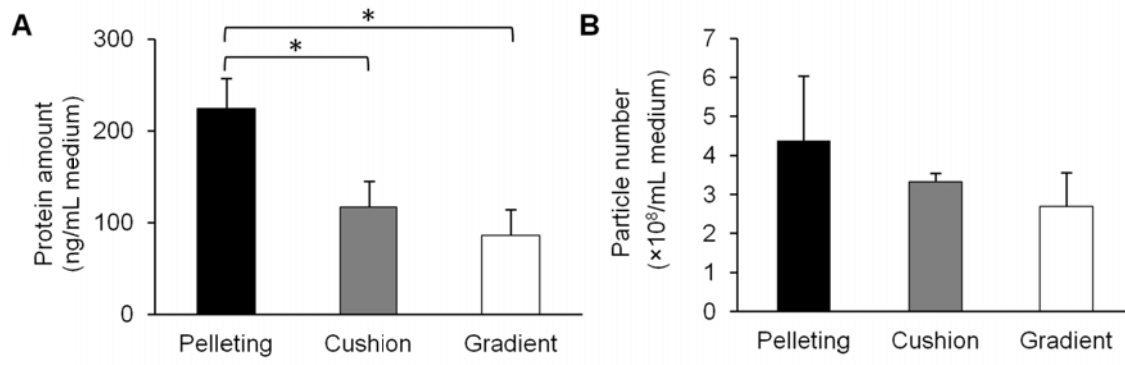 A
Protein amount
(ng/mL medium)
300
200
100
0
*
*
Pelleting Cushion Gradient
B
Particle number
(×10⁸/mL medium)
7
6
5
4
3
2
1
0
Pelleting Cushion Gradient